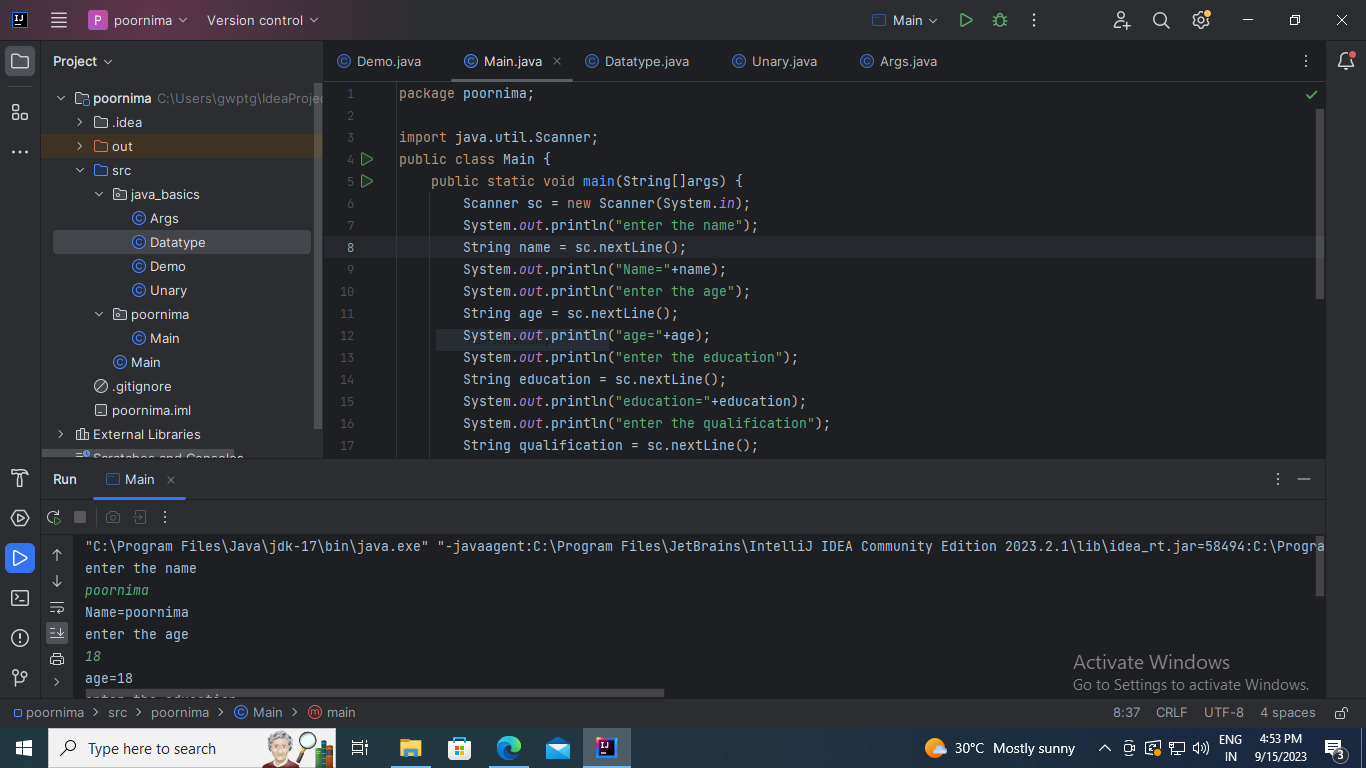 P poornima Version control Main
Project
Demo.java Main.java Datatype.java Unary.java Args.java
poornima C:\Users\gwptg\IdeaProjec
.idea
out
src
java_basics
Args
Datatype
Demo
Unary
poornima
Main
Main
.gitignore
poornima.iml
External Libraries
Scratches and Consoles
1 package poornima;
2
3 import java.util.Scanner;
4 public class Main {
5 public static void main(String[]args) {
6 Scanner sc = new Scanner(System.in);
7 System.out.println("enter the name");
8 String name = sc.nextLine();
9 System.out.println("Name="+name);
10 System.out.println("enter the age");
11 String age = sc.nextLine();
12 System.out.println("age="+age);
13 System.out.println("enter the education");
14 String education = sc.nextLine();
15 System.out.println("education="+education);
16 System.out.println("enter the qualification");
17 String qualification = sc.nextLine();
Run Main
"C:\Program Files\Java\jdk-17\bin\java.exe" "-javaagent:C:\Program Files\JetBrains\IntelliJ IDEA Community Edition 2023.2.1\lib\idea_rt.jar=58494:C:\Progra
enter the name
poornima
Name=poornima
enter the age
18
age=18
enter the education
Activate Windows
Go to Settings to activate Windows.
poornima > src > poornima > Main > main 8:37 CRLF UTF-8 4 spaces
Type here to search 30°C Mostly sunny ENG IN 4:53 PM 9/15/2023 3